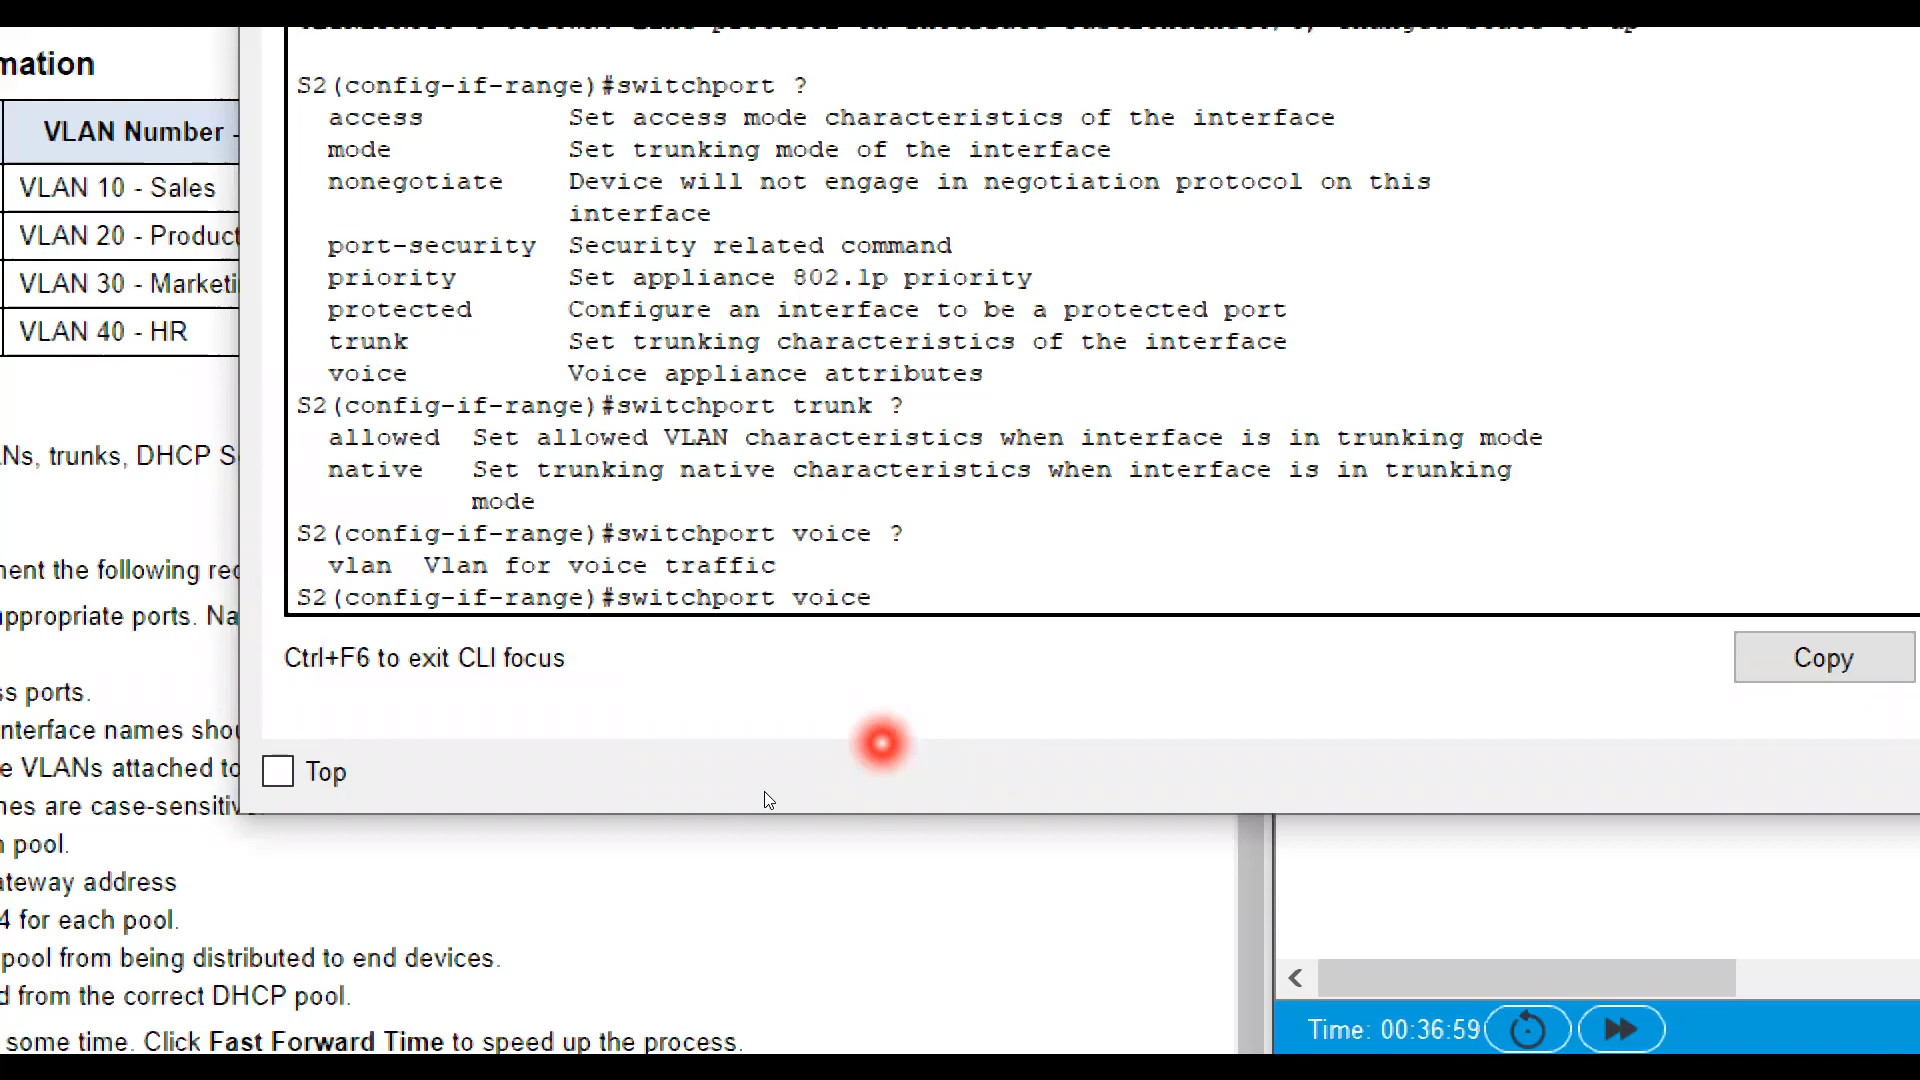 mation
VLAN Number -
VLAN 10 - Sales
VLAN 20 - Product
VLAN 30 - Marketi
VLAN 40 - HR
Ns, trunks, DHCP S
nent the following rec
appropriate ports. Na
ss ports.
nterface names shou
e VLANs attached to
nes are case-sensitive.
n pool.
ateway address
4 for each pool.
pool from being distributed to end devices.
d from the correct DHCP pool.
some time. Click Fast Forward Time to speed up the process.
S2(config-if-range)#switchport ?
access Set access mode characteristics of the interface
mode Set trunking mode of the interface
nonegotiate Device will not engage in negotiation protocol on this
interface
port-security Security related command
priority Set appliance 802.1p priority
protected Configure an interface to be a protected port
trunk Set trunking characteristics of the interface
voice Voice appliance attributes
S2(config-if-range)#switchport trunk ?
allowed Set allowed VLAN characteristics when interface is in trunking mode
native Set trunking native characteristics when interface is in trunking
mode
S2(config-if-range)#switchport voice ?
vlan Vlan for voice traffic
S2(config-if-range)#switchport voice
Ctrl+F6 to exit CLI focus
Copy
Top
Time: 00:36:59